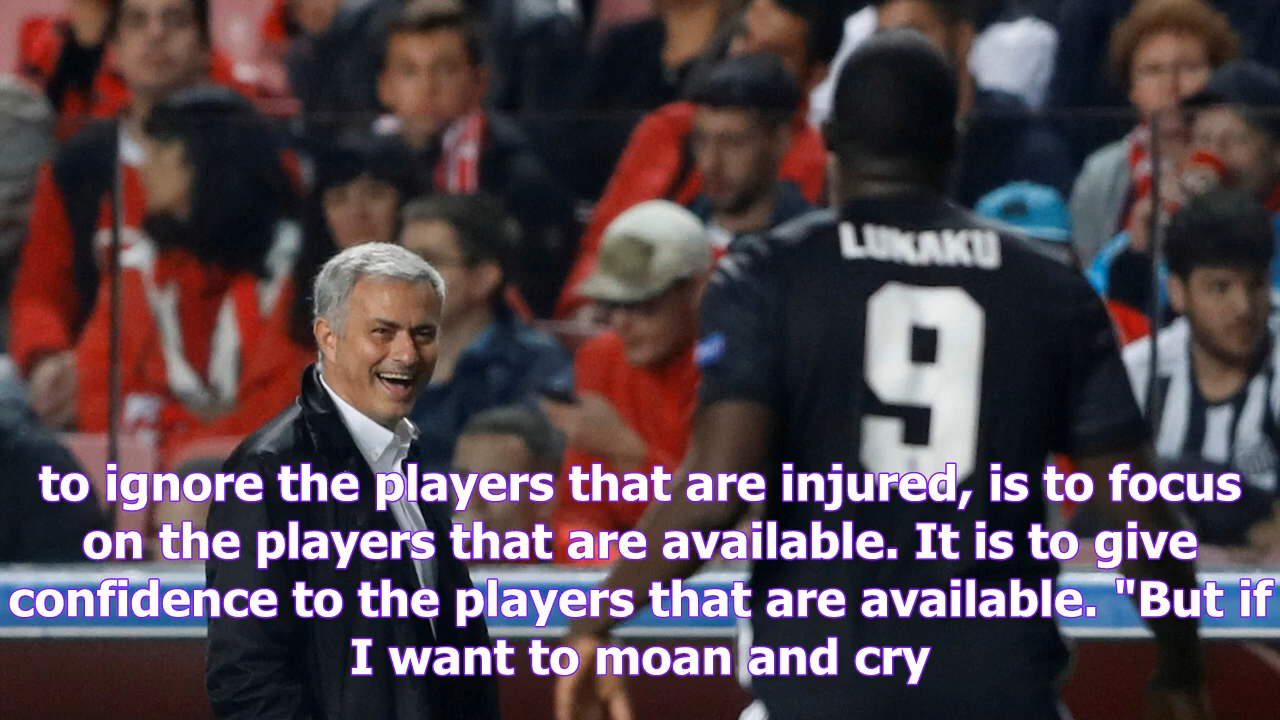 LUKAKU
9
to ignore the players that are injured, is to focus
on the players that are available. It is to give
confidence to the players that are available. "But if
I want to moan and cry